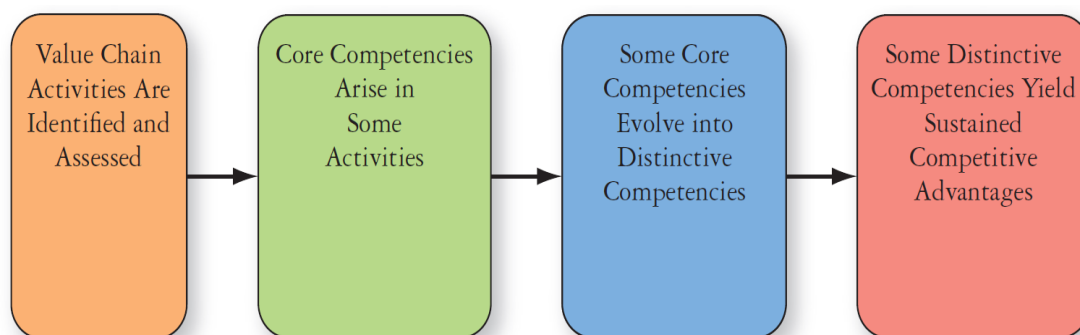 Value Chain
Activities Are
Identified and
Assessed
Core Competencies
Arise in
Some
Activities
Some Core
Competencies
Evolve into
Distinctive
Competencies
Some Distinctive
Competencies Yield
Sustained
Competitive
Advantages